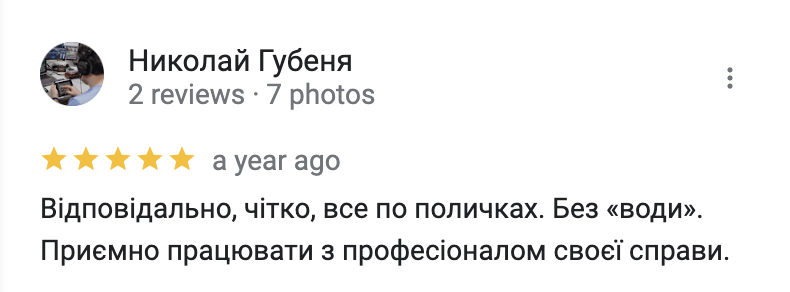 Николай Губеня
2 reviews · 7 photos
a year ago
Відповідально, чітко, все по поличках. Без «води».
Приємно працювати з професіоналом своєї справи.